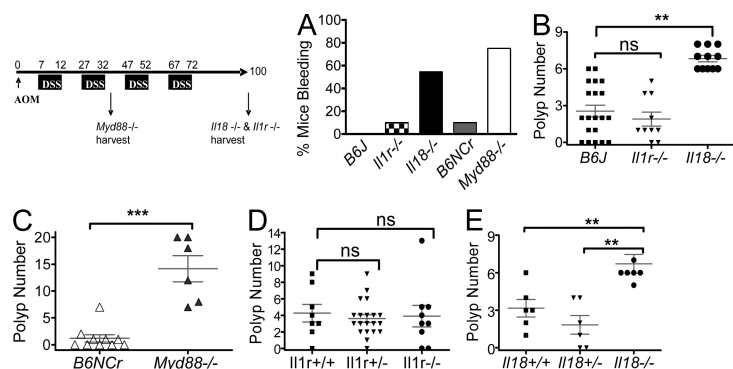 0 7 12 27 32 47 52 67 72
DSS DSS DSS DSS
100
AOM
Myd88-/-
harvest
Il18 -/- & Il1r -/-
harvest
A
% Mice Bleeding
100
80
60
40
20
0
B6J Il1r-/- Il18-/- B6NCr Myd88-/-
B
Polyp Number
9
6
3
0
**
ns
B6J Il1r-/- Il18-/-
C
Polyp Number
20
15
10
5
0
***
B6NCr Myd88-/-
D
Polyp Number
14
12
10
8
6
4
2
0
ns
ns
Il1r+/+ Il1r+/- Il1r-/-
E
Polyp Number
9
6
3
0
**
**
Il18+/+ Il18+/- Il18-/-